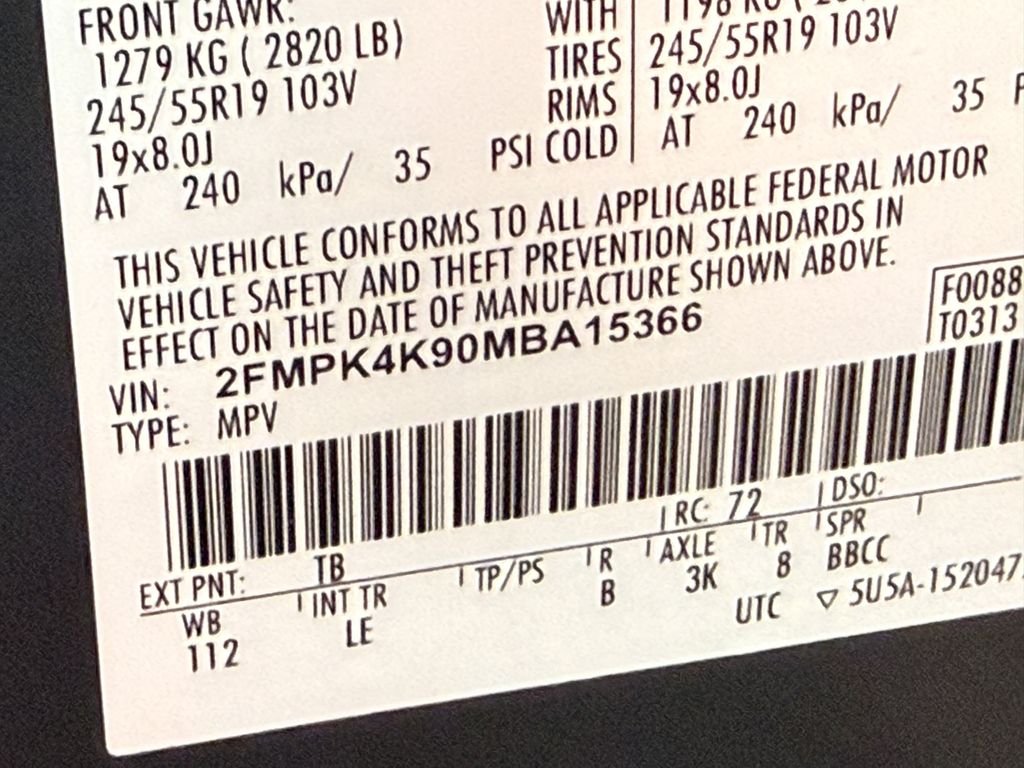 FRONT GAWR:
1279 KG ( 2820 LB)
245/55R19 103V
19x8.0J
AT 240 kPa/ 35 PSI COLD
WITH
TIRES
RIMS
245/55R19 103V
19x8.0J
AT 240 kPa/ 35
THIS VEHICLE CONFORMS TO ALL APPLICABLE FEDERAL MOTOR
VEHICLE SAFETY AND THEFT PREVENTION STANDARDS IN
EFFECT ON THE DATE OF MANUFACTURE SHOWN ABOVE.
F0088
T0313
VIN: 2FMPK4K90MBA15366
TYPE: MPV
EXT PNT: TB RC: 72 DSO:
WB INT TR TP/PS R AXLE TR SPR
112 LE B 3K 8 BBCC
UTC ▽ 5U5A-152047